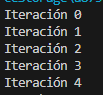 Iteración 0
Iteración 1
Iteración 2
Iteración 3
Iteración 4